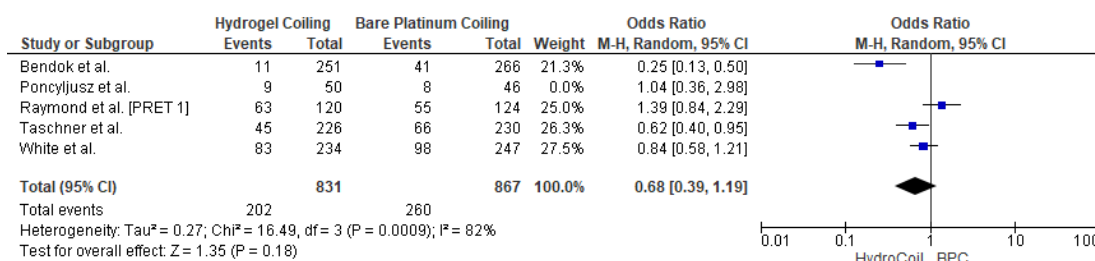 Hydrogel Coiling Bare Platinum Coiling Odds Ratio Odds Ratio
Study or Subgroup Events Total Events Total Weight M-H, Random, 95% CI M-H, Random, 95% CI
Bendok et al. 11 251 41 266 21.3% 0.25 [0.13, 0.50]
Poncyljusz et al. 9 50 8 46 0.0% 1.04 [0.36, 2.98]
Raymond et al. [PRET 1] 63 120 55 124 25.0% 1.39 [0.84, 2.29]
Taschner et al. 45 226 66 230 26.3% 0.62 [0.40, 0.95]
White et al. 83 234 98 247 27.5% 0.84 [0.58, 1.21]
Total (95% CI) 831 867 100.0% 0.68 [0.39, 1.19]
Total events 202 260
Heterogeneity: Tau² = 0.27; Chi² = 16.49, df = 3 (P = 0.0009); I² = 82%
Test for overall effect: Z = 1.35 (P = 0.18)
0.01 0.1 1 10 100
HydroCoil BPC